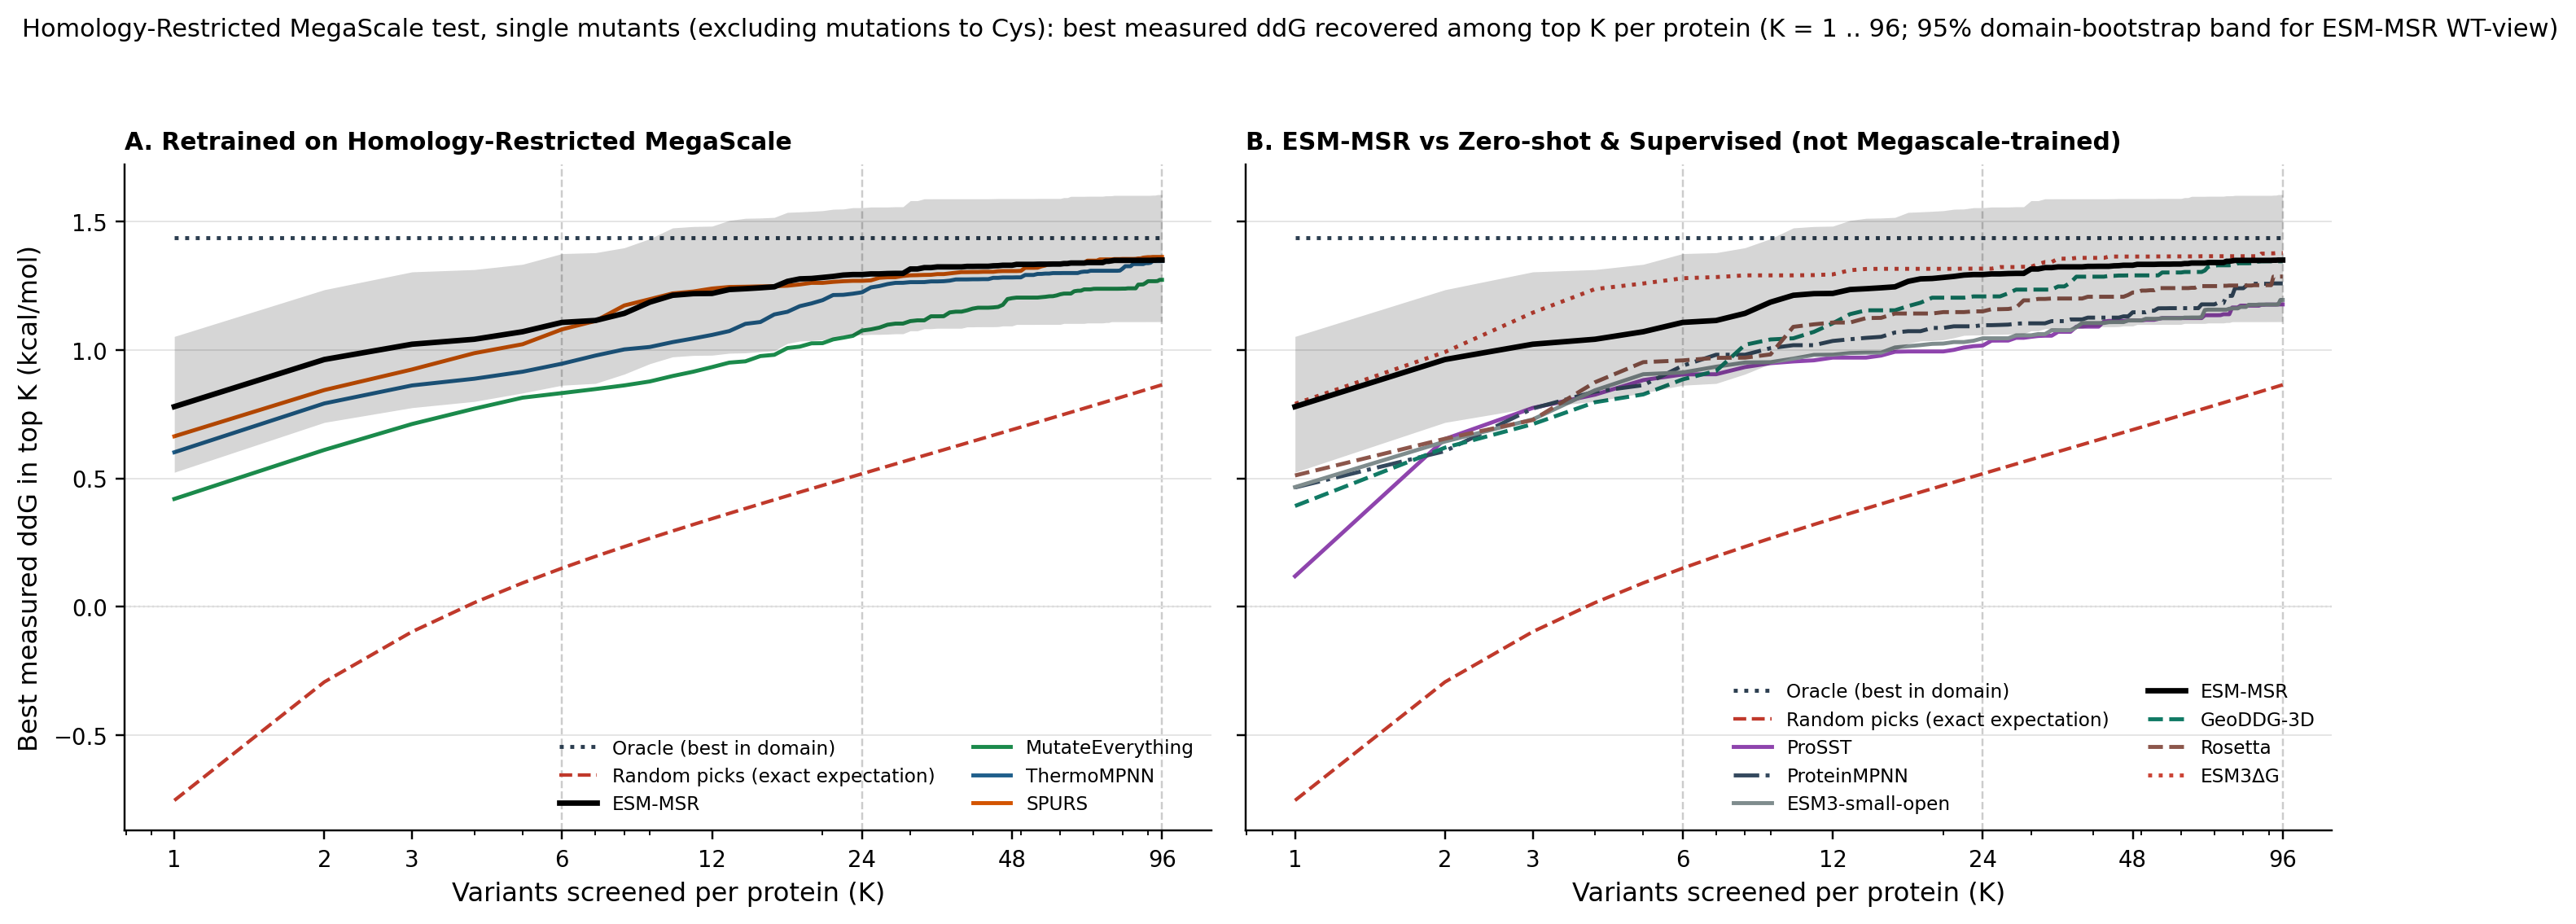 Homology-Restricted MegaScale test, single mutants (excluding mutations to Cys): best measured ddG recovered among top K per protein (K = 1 .. 96; 95% domain-bootstrap band for ESM-MSR WT-view)
A. Retrained on Homology-Restricted MegaScale
Best measured ddG in top K (kcal/mol)
1.5
1.0
0.5
0.0
−0.5
Oracle (best in domain)
Random picks (exact expectation)
ESM-MSR
MutateEverything
ThermoMPNN
SPURS
1
2
3
6
12
24
48
96
Variants screened per protein (K)
B. ESM-MSR vs Zero-shot & Supervised (not Megascale-trained)
Oracle (best in domain)
Random picks (exact expectation)
ProSST
ProteinMPNN
ESM3-small-open
ESM-MSR
GeoDDG-3D
Rosetta
ESM3ΔG
1
2
3
6
12
24
48
96
Variants screened per protein (K)